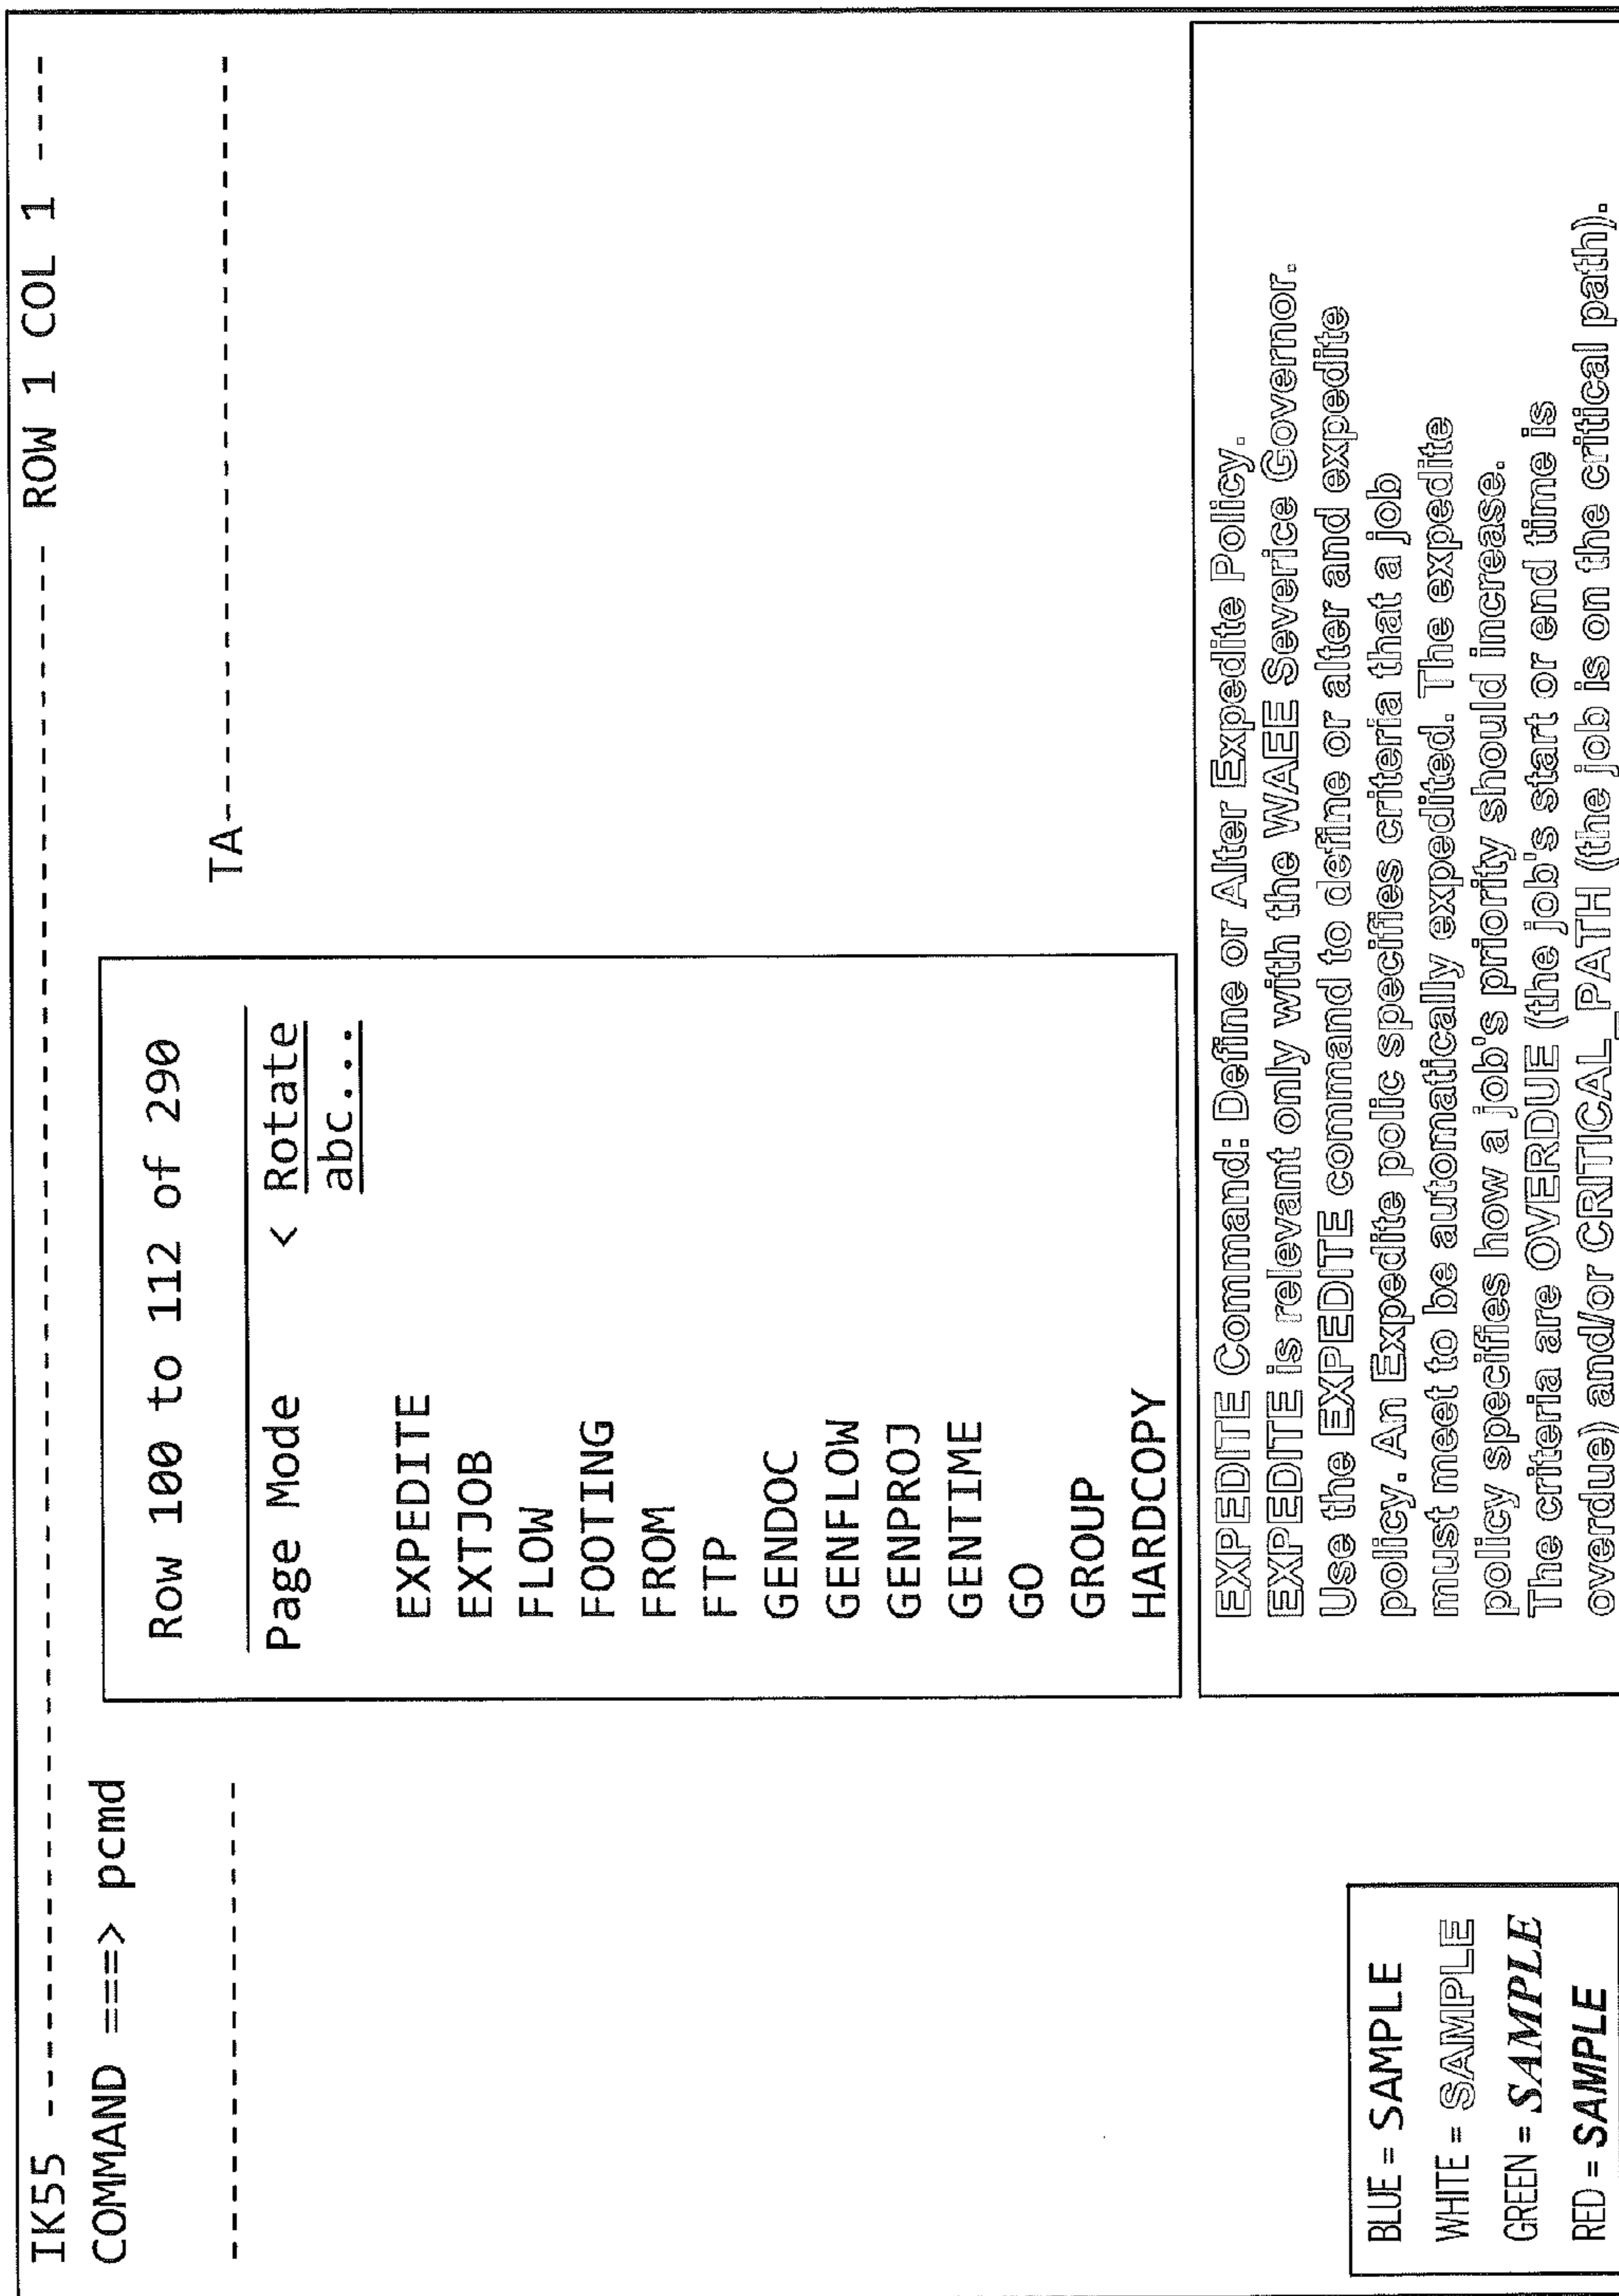 IK55 ---------------------------------------- ROW 1 COL 1 ----
COMMAND ===> pcmd
Row 100 to 112 of 290
----------------- TA---------------------------
Page Mode < Rotate
abc...
EXPEDITE
EXTJOB
FLOW
FOOTING
FROM
FTP
GENDOC
GENFLOW
GENPROJ
GENTIME
GO
GROUP
HARDCOPY
EXPEDITE Command: Define or Alter Expedite Policy.
EXPEDITE is relevant only with the WAEE Severice Governor.
Use the EXPEDITE command to define or alter and expedite
policy. An Expedite polic specifies criteria that a job
must meet to be automatically expedited. The expedite
policy specifies how a job's priority should increase.
The criteria are OVERDUE (the job's start or end time is
overdue) and/or CRITICAL_PATH (the job is on the critical path).
BLUE = SAMPLE
WHITE = SAMPLE
GREEN = SAMPLE
RED = SAMPLE